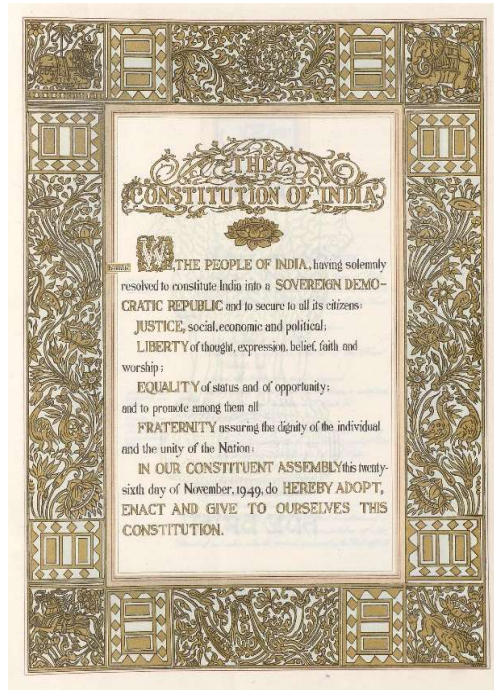 THE
CONSTITUTION OF INDIA
WE, THE PEOPLE OF INDIA, having solemnly
resolved to constitute India into a SOVEREIGN DEMO-
CRATIC REPUBLIC and to secure to all its citizens:
JUSTICE, social, economic and political;
LIBERTY of thought, expression, belief, faith and
worship;
EQUALITY of status and of opportunity;
and to promote among them all
FRATERNITY assuring the dignity of the individual
and the unity of the Nation;
IN OUR CONSTITUENT ASSEMBLY this twenty-
sixth day of November, 1949, do HEREBY ADOPT,
ENACT AND GIVE TO OURSELVES THIS
CONSTITUTION.